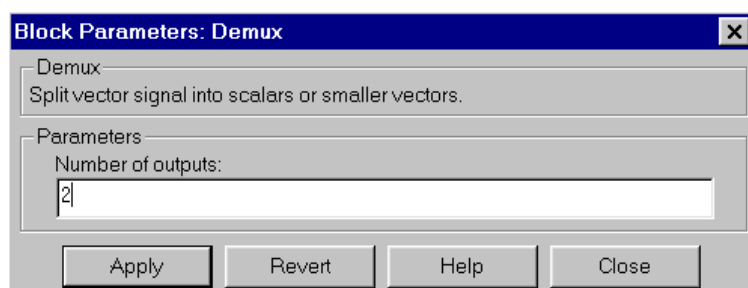 Block Parameters: Demux
Demux
Split vector signal into scalars or smaller vectors.
Parameters
Number of outputs:
2
Apply Revert Help Close